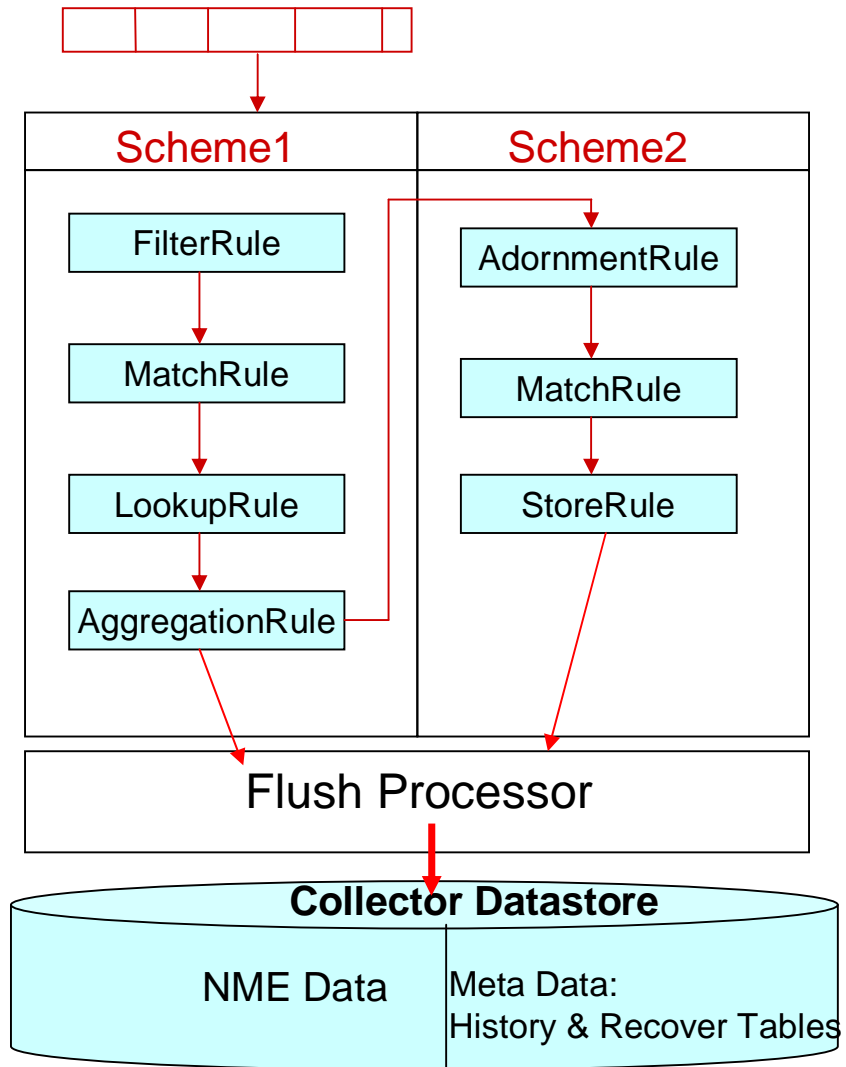 Scheme1
Scheme2
FilterRule
MatchRule
LookupRule
AggregationRule
AdornmentRule
MatchRule
StoreRule
Flush Processor
Collector Datastore
NME Data
Meta Data:
History & Recover Tables